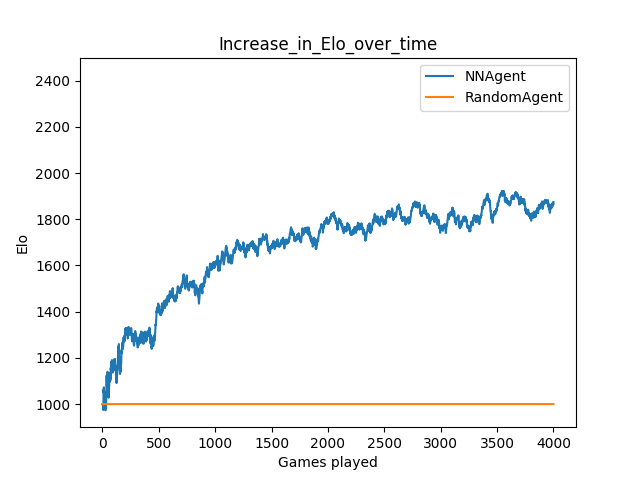 Increase_in_Elo_over_time
NNAgent
RandomAgent
2400
2200
2000
1800
1600
1400
1200
1000
Elo
0 500 1000 1500 2000 2500 3000 3500 4000
Games played